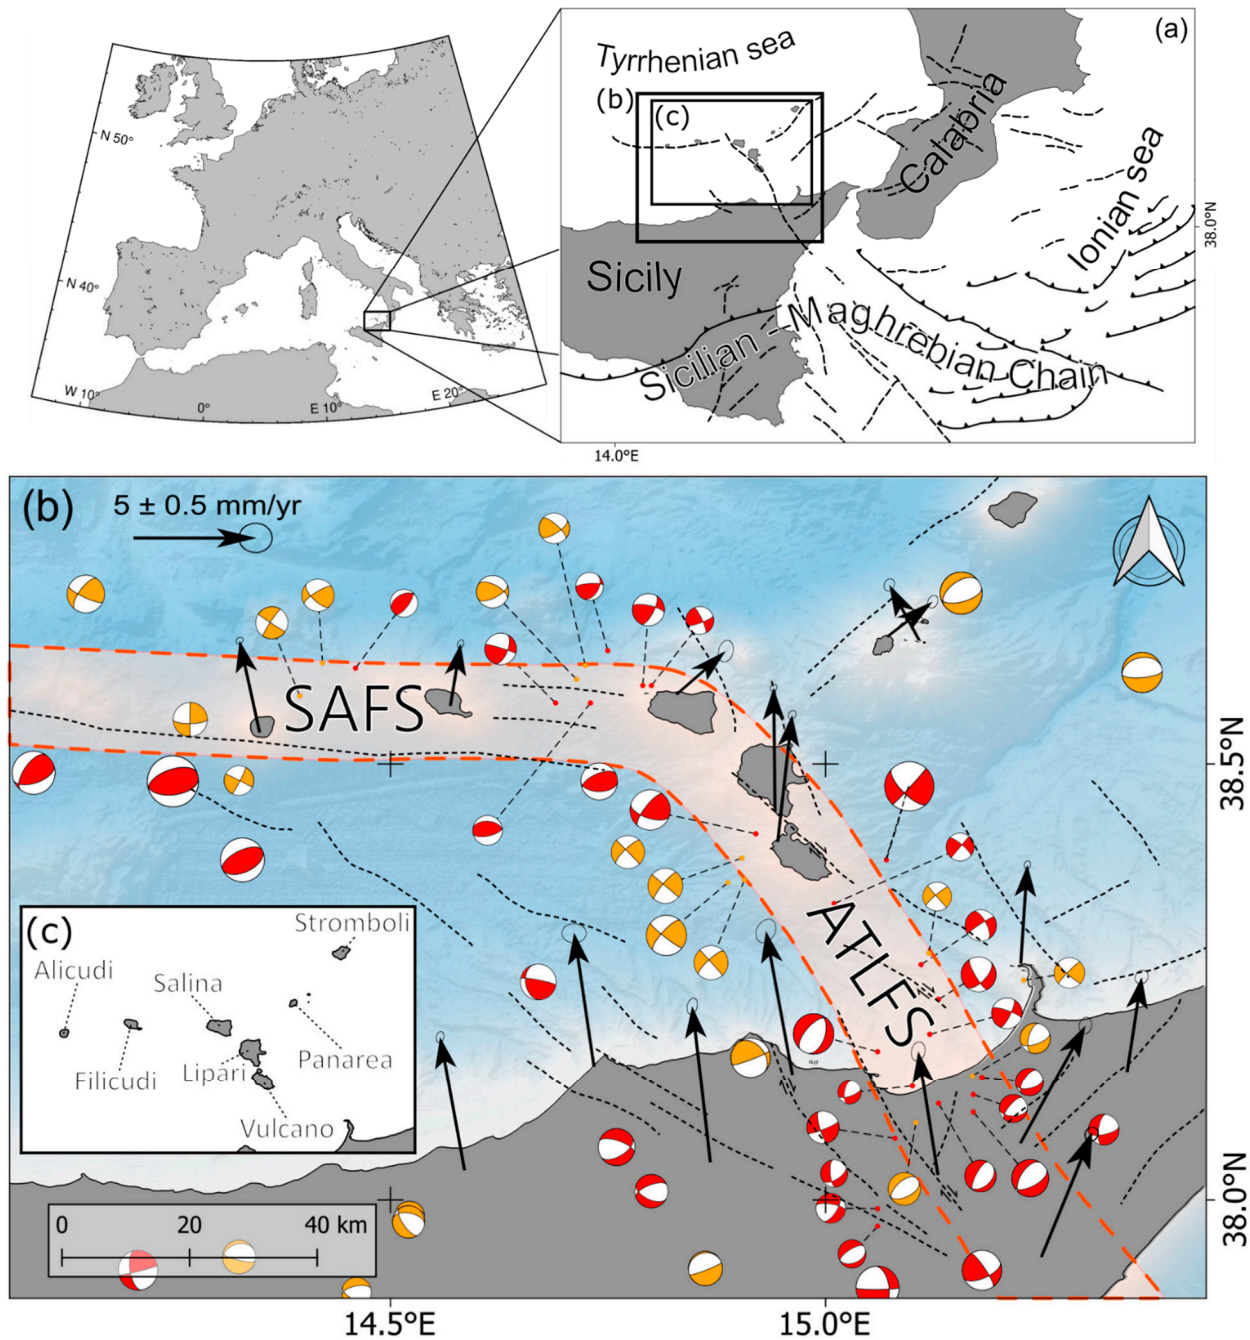 N 50°
N 40°
W 10°
0°
E 10°
E 20°
(a)
Tyrrhenian sea
(b)
(c)
Calabria
Ionian sea
38.0°N
Sicily
Sicilian - Maghrebian Chain
14.0°E
(b)
5 ± 0.5 mm/yr
SAFS
38.5°N
ATLFS
(c)
Stromboli
Alicudi
Salina
Filicudi
Lipari
Panarea
Vulcano
38.0°N
0 20 40 km
14.5°E
15.0°E